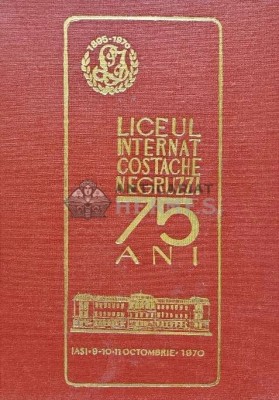 1895-1970
LICEUL
INTERNAT
COSTACHE
NEGRUZZI
75
ANI
IAȘI·9·10·11 OCTOMBRIE·1970